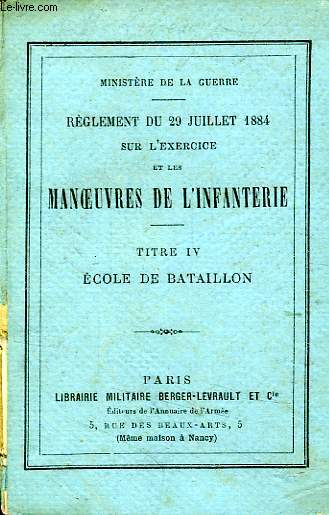 www.Le-Livre.com
MINISTÈRE DE LA GUERRE
RÈGLEMENT DU 29 JUILLET 1884
SUR L'EXERCICE
ET LES
MANŒUVRES DE L'INFANTERIE
TITRE IV
ÉCOLE DE BATAILLON
PARIS
LIBRAIRIE MILITAIRE BERGER-LEVRAULT ET Cie
Éditeurs de l'Annuaire de l'Armée
5, RUE DES BEAUX-ARTS, 5
(Même maison à Nancy)